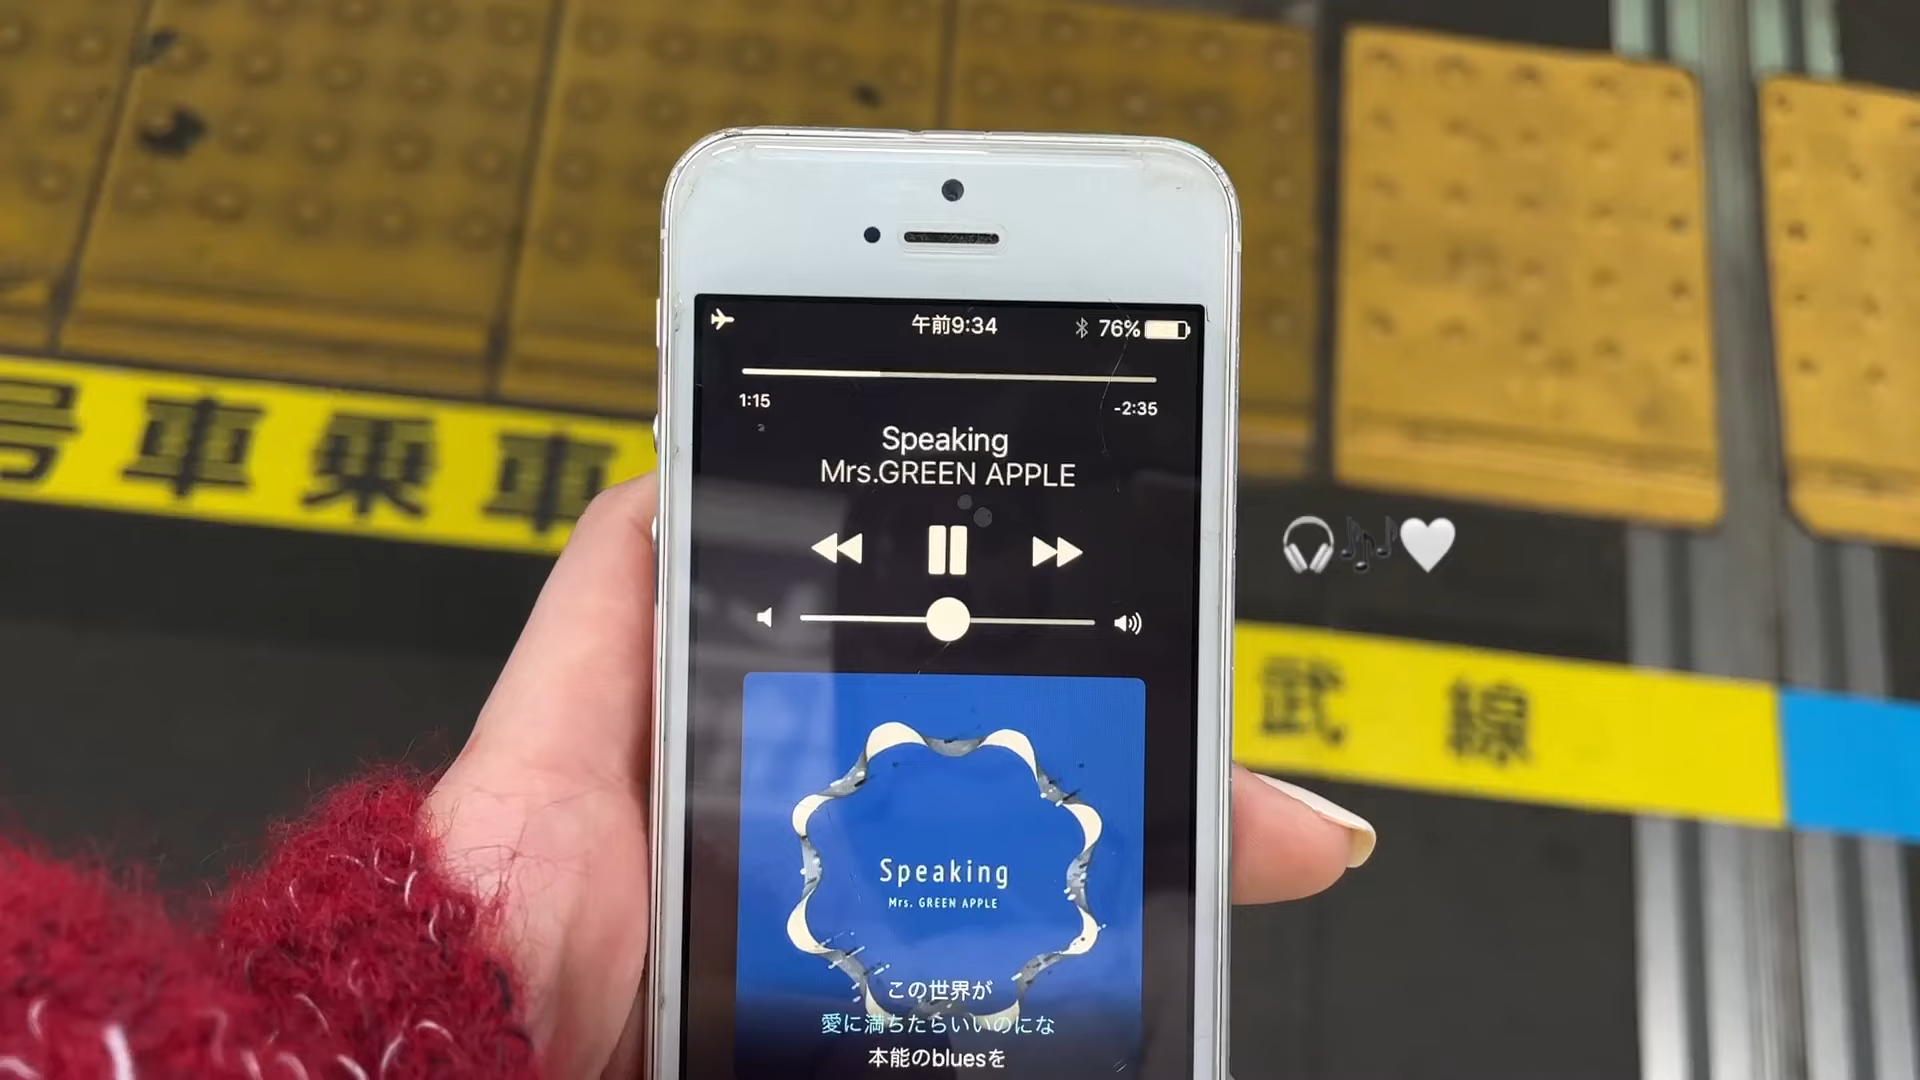 午前9:34
76%
1:15
-2:35
Speaking
Mrs.GREEN APPLE
号車乗車
武線
Speaking
Mrs. GREEN APPLE
この世界が
愛に満ちたらいいのにな
本能のbluesを